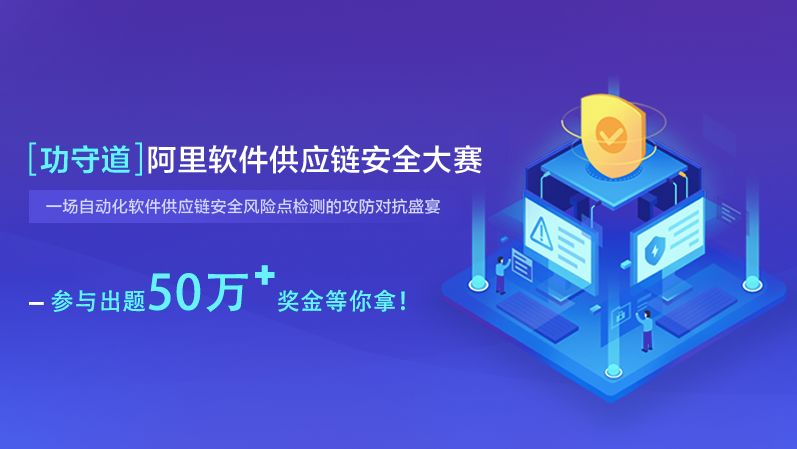 [功守道]阿里软件供应链安全大赛
一场自动化软件供应链安全风险点检测的攻防对抗盛宴
参与出题50万+奖金等你拿！